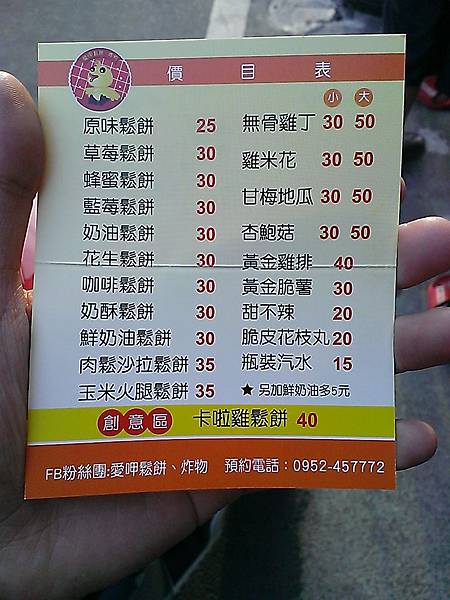 價目表
小 大
原味鬆餅 25
草莓鬆餅 30
蜂蜜鬆餅 30
藍莓鬆餅 30
奶油鬆餅 30
花生鬆餅 30
咖啡鬆餅 30
奶酥鬆餅 30
鮮奶油鬆餅 30
肉鬆沙拉鬆餅 35
玉米火腿鬆餅 35
無骨雞丁 30 50
雞米花 30 50
甘梅地瓜 30 50
杏鮑菇 30 50
黃金雞排 40
黃金脆薯 30
甜不辣 20
脆皮花枝丸 20
瓶裝汽水 15
★ 另加鮮奶油多5元
創意區 卡啦雞鬆餅 40
FB粉絲團:愛呷鬆餅、炸物 預約電話：0952-457772